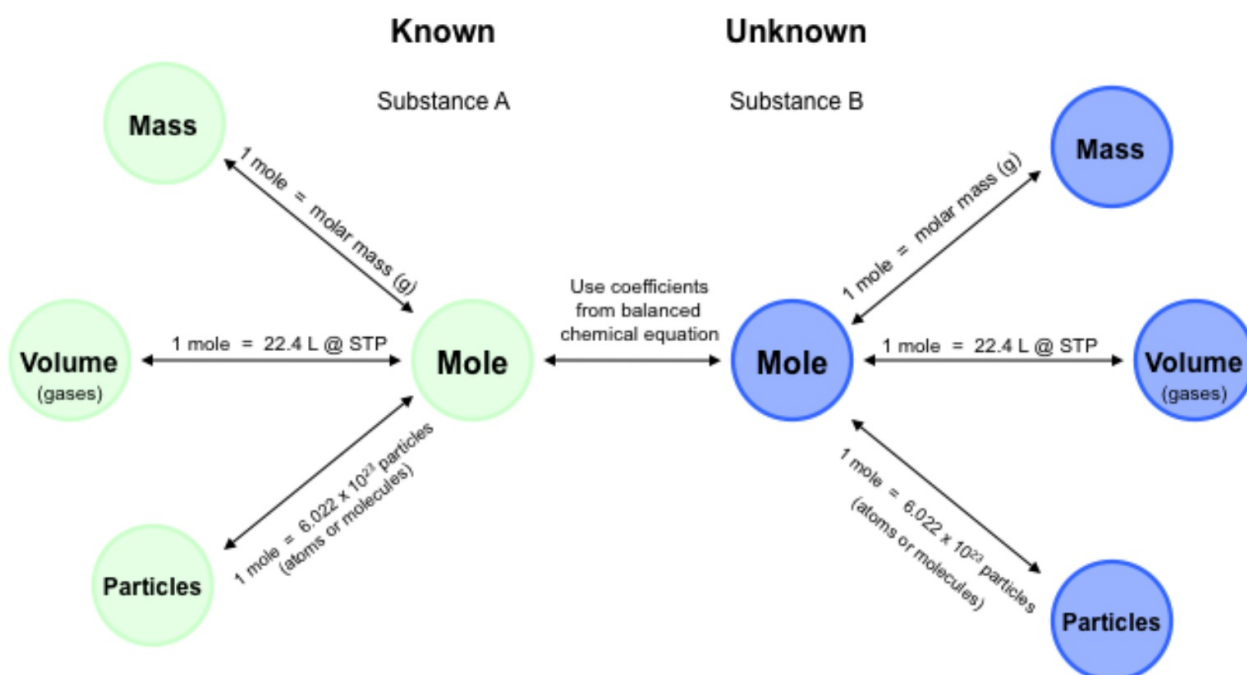 Known
Unknown
Substance A
Substance B
Mass
Mass
1 mole = molar mass (g)
1 mole = molar mass (g)
Use coefficients
from balanced
chemical equation
Volume
(gases)
1 mole = 22.4 L @ STP
Mole
Mole
1 mole = 22.4 L @ STP
Volume
(gases)
1 mole = 6.022 x 10²³ particles
(atoms or molecules)
1 mole = 6.022 x 10²³ particles
(atoms or molecules)
Particles
Particles